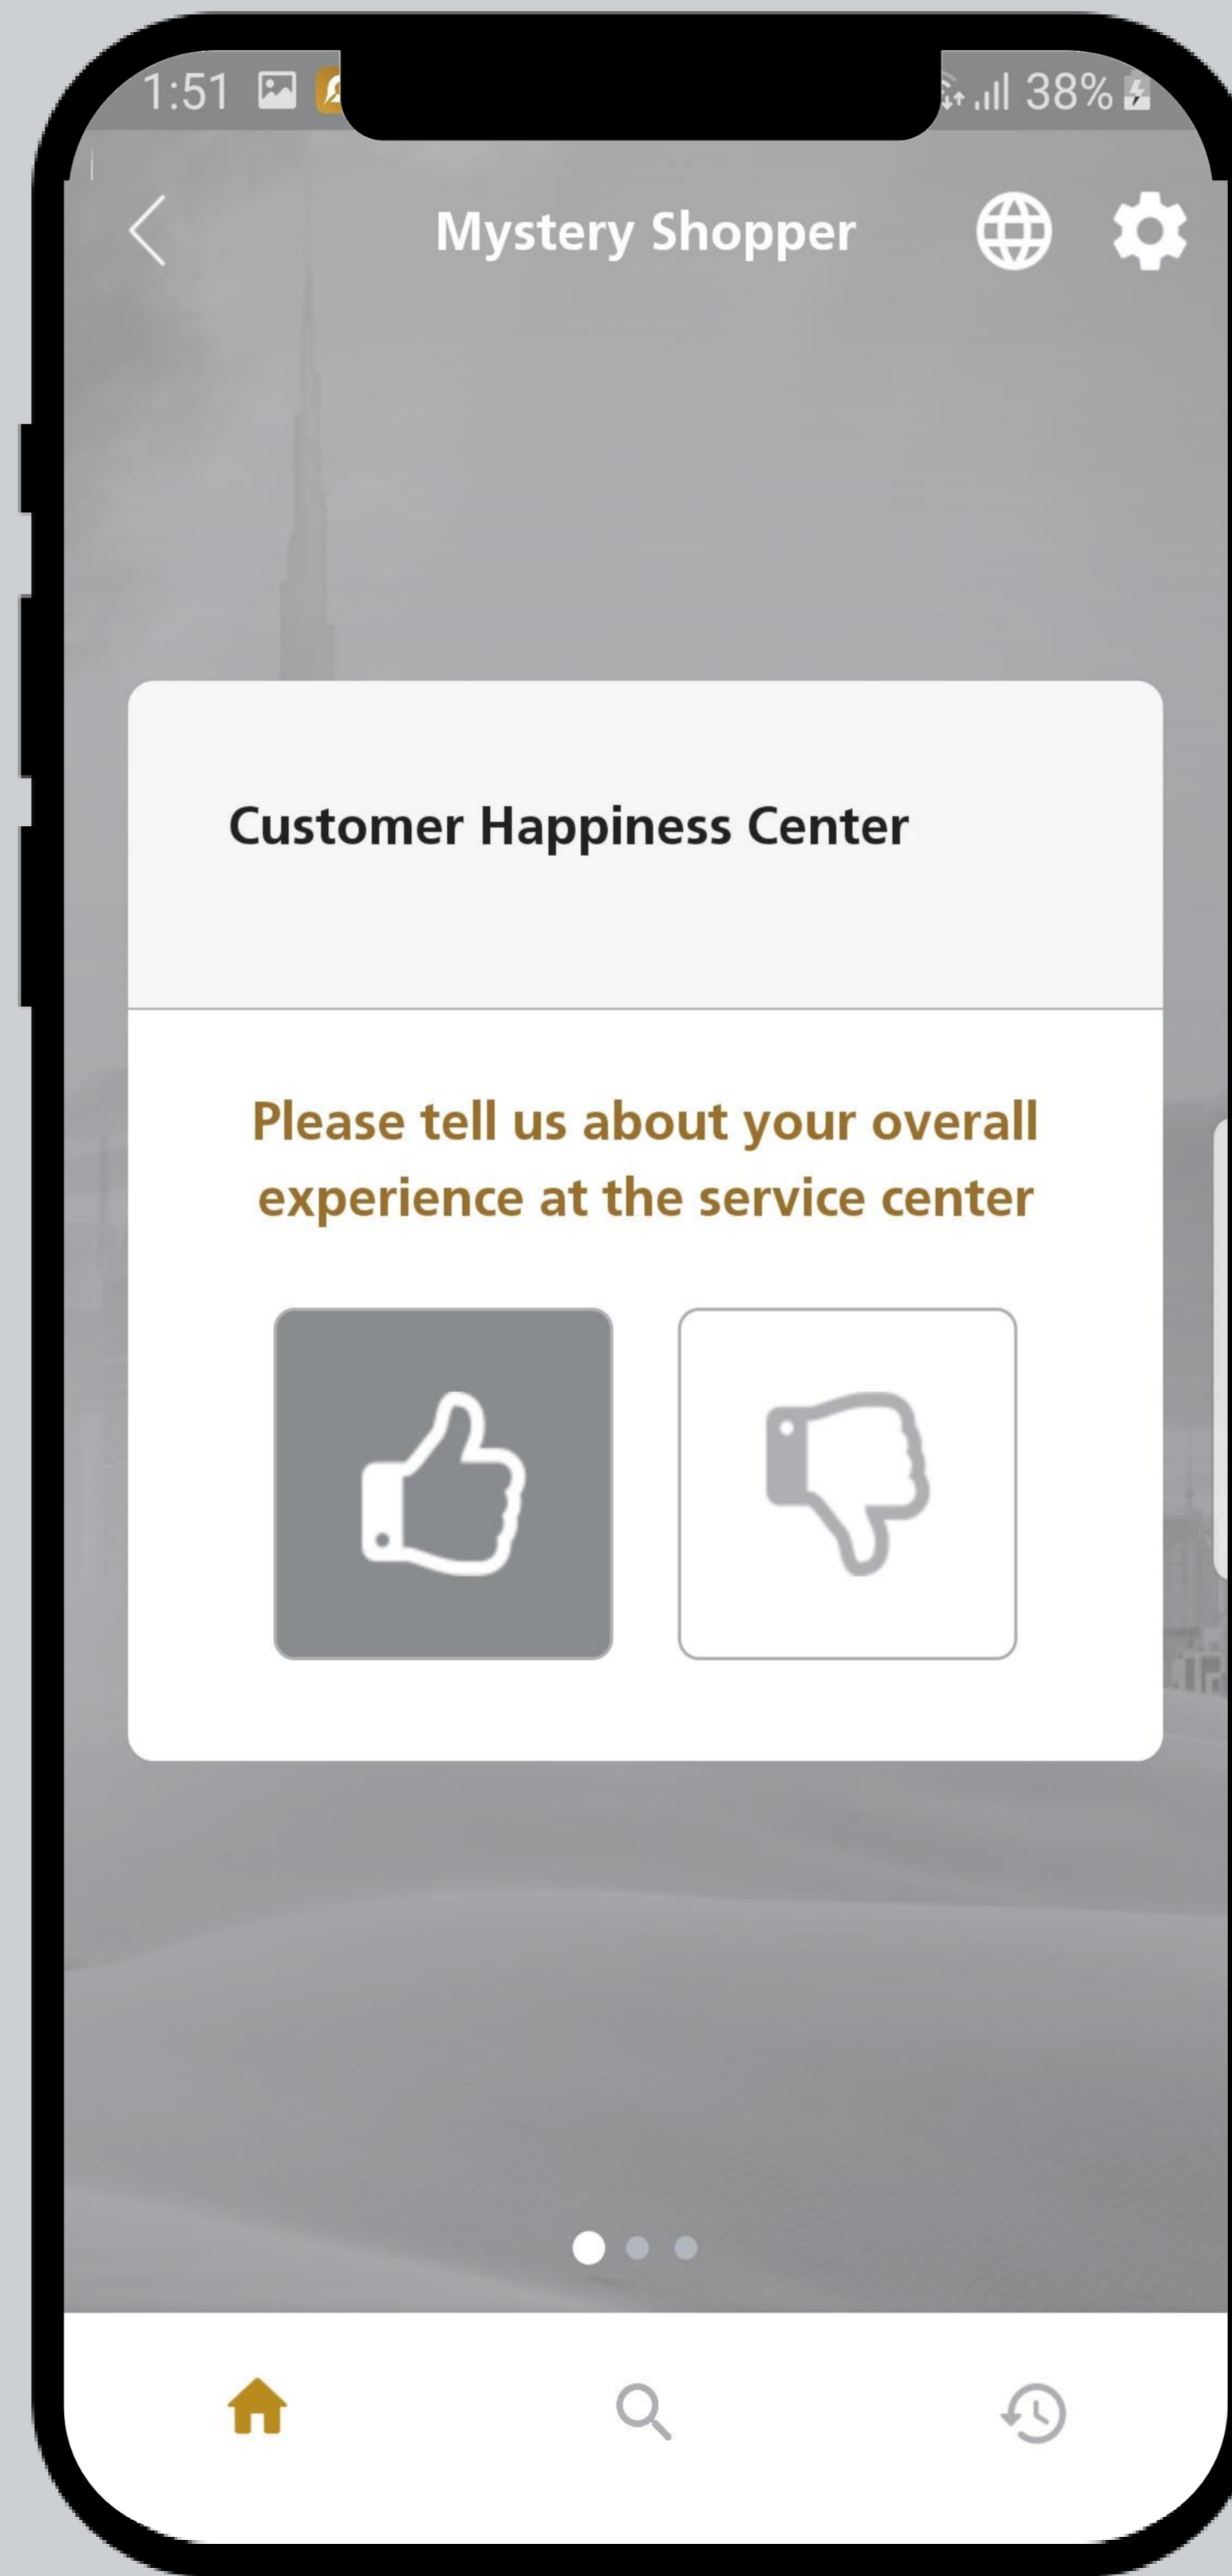 1:51 38%
Mystery Shopper
Customer Happiness Center
Please tell us about your overall
experience at the service center